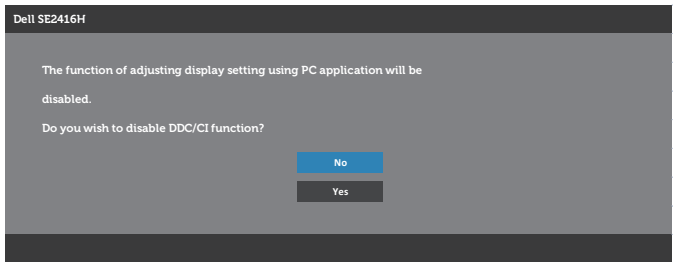 Dell SE2416H
The function of adjusting display setting using PC application will be
disabled.
Do you wish to disable DDC/CI function?
No
Yes